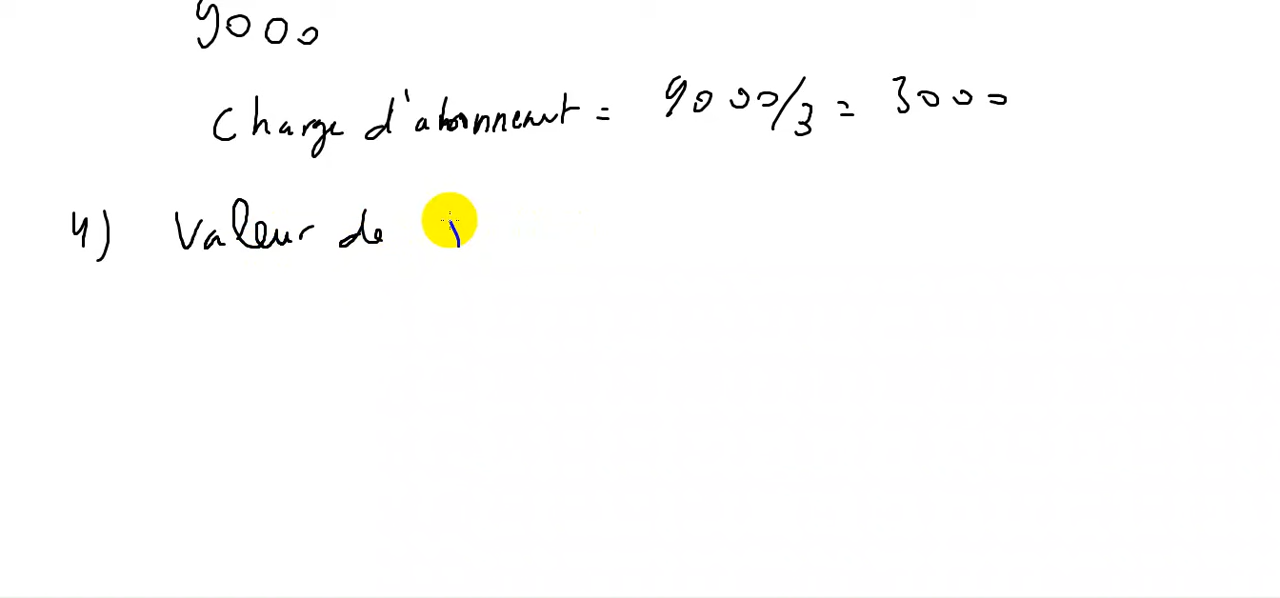 9000
Charge d'abonnement = 9000/3 = 3000
4) Valeur de